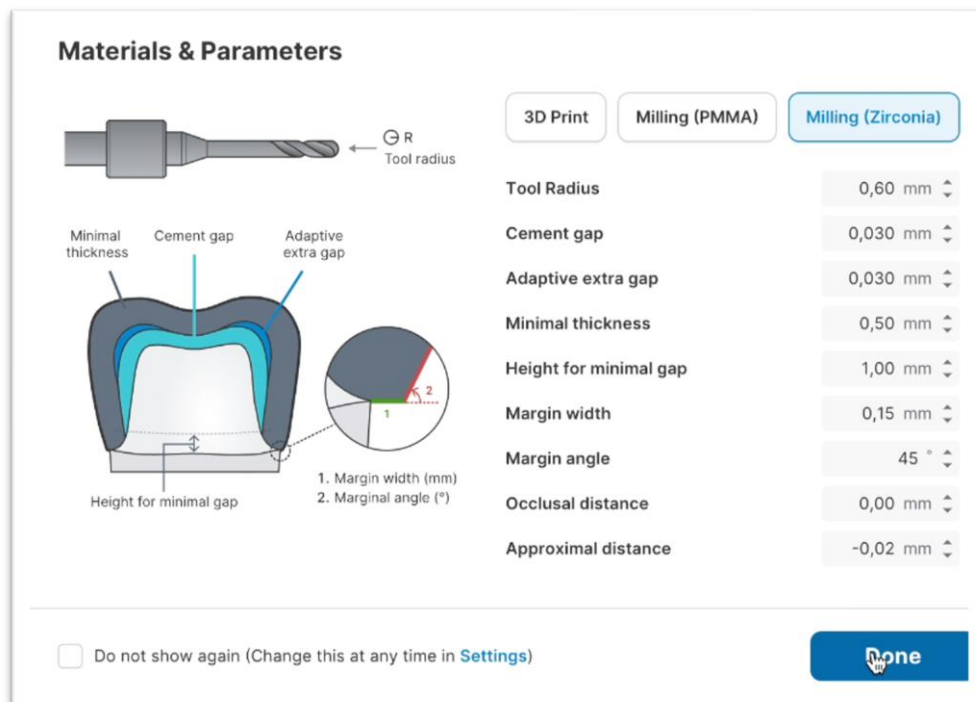 Materials & Parameters
R
Tool radius
Minimal thickness
Cement gap
Adaptive extra gap
1
2
1. Margin width (mm)
2. Marginal angle (°)
Height for minimal gap
3D Print
Milling (PMMA)
Milling (Zirconia)
Tool Radius 0,60 mm
Cement gap 0,030 mm
Adaptive extra gap 0,030 mm
Minimal thickness 0,50 mm
Height for minimal gap 1,00 mm
Margin width 0,15 mm
Margin angle 45 °
Occlusal distance 0,00 mm
Approximal distance -0,02 mm
Do not show again (Change this at any time in Settings)
Done